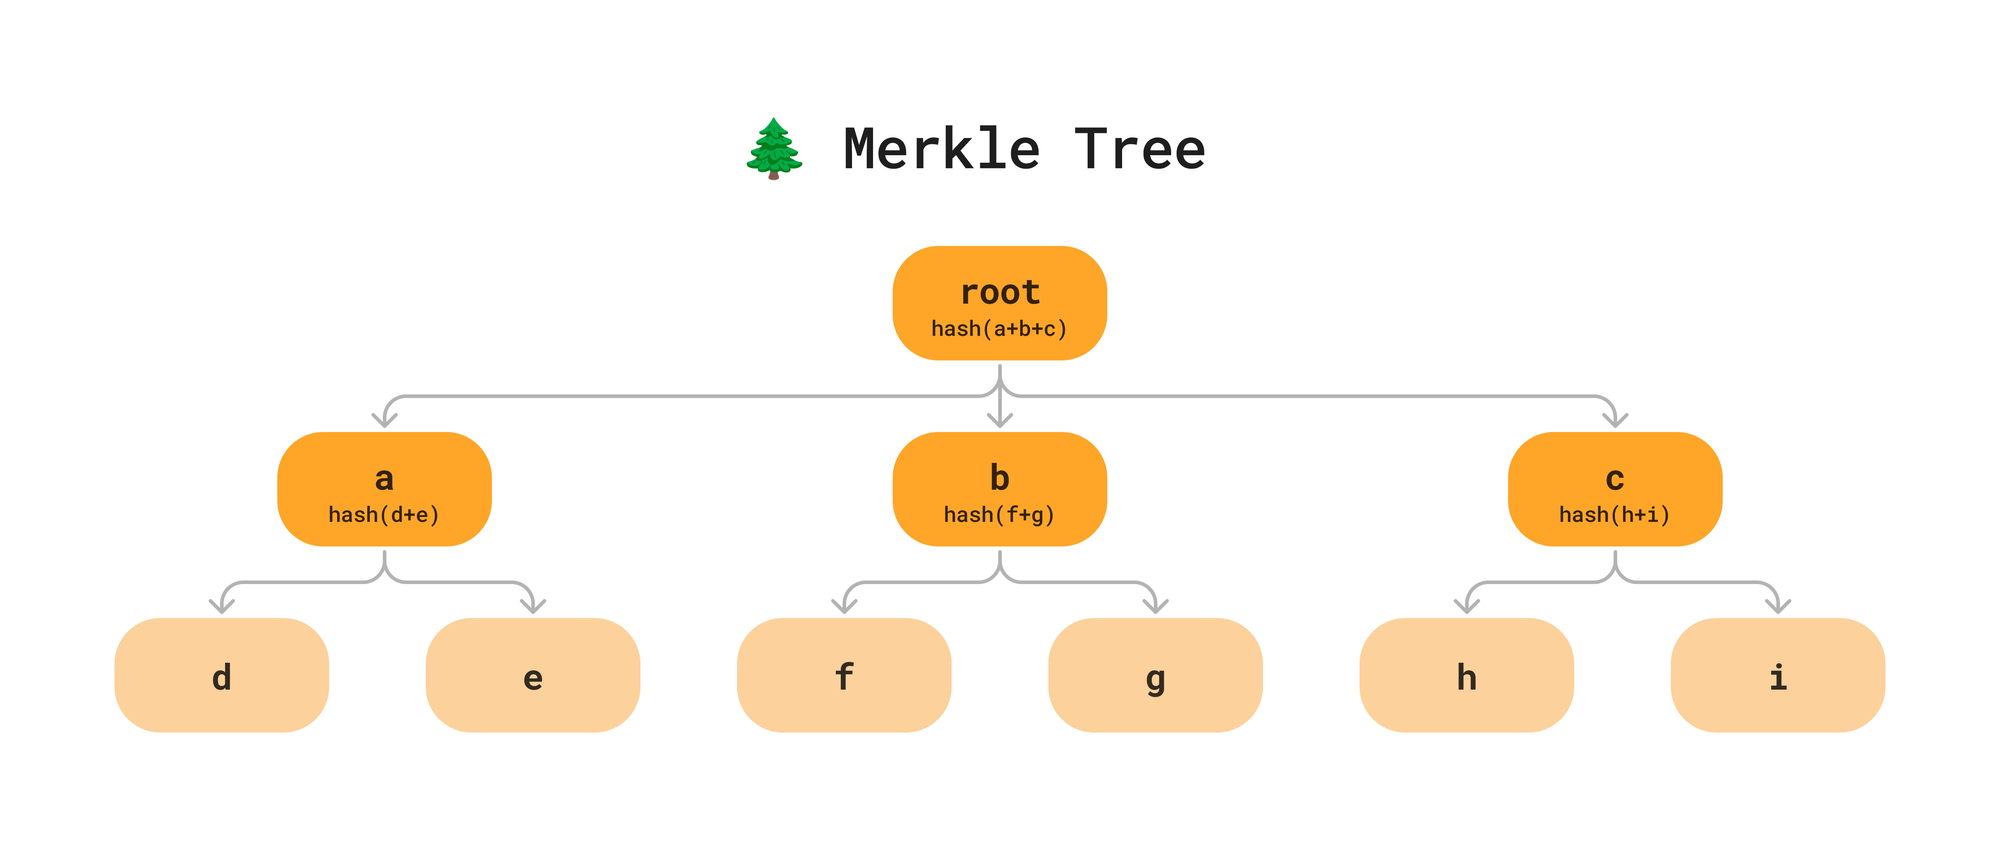 🌲 Merkle Tree
root
hash(a+b+c)
a
hash(d+e)
b
hash(f+g)
c
hash(h+i)
d
e
f
g
h
i